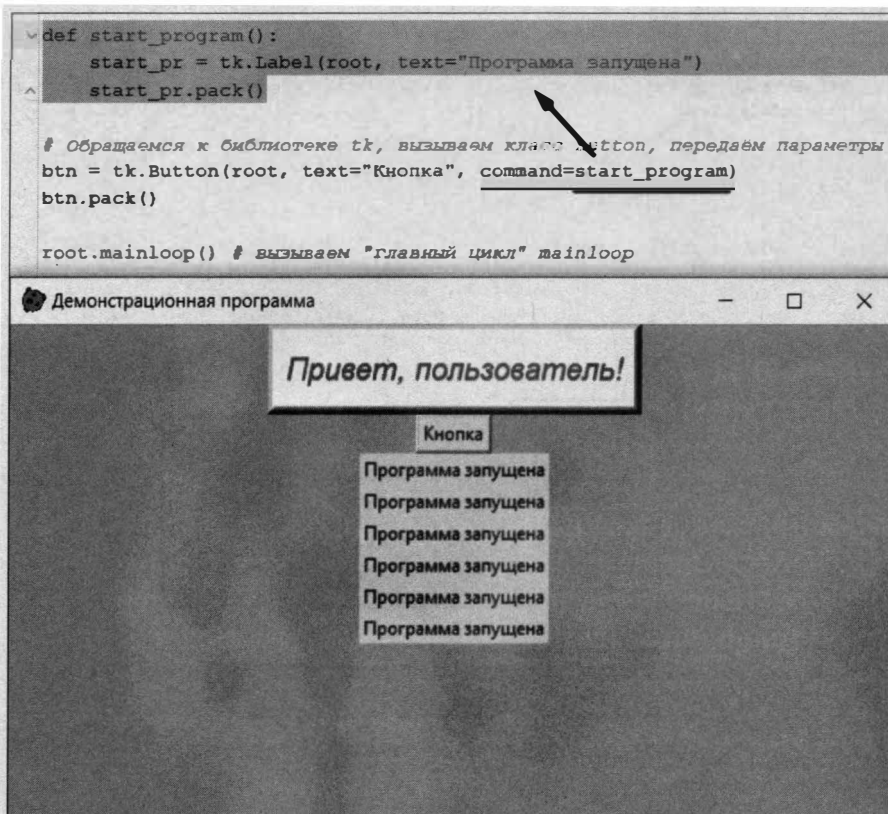 def start_program():
    start_pr = tk.Label(root, text="Программа запущена")
    start_pr.pack()
# Обращаемся к библиотеке tk, вызываем класс button, передаём параметры
btn = tk.Button(root, text="Кнопка", command=start_program)
btn.pack()
root.mainloop() # вызываем "главный цикл" mainloop
Демонстрационная программа
Привет, пользователь!
Кнопка
Программа запущена
Программа запущена
Программа запущена
Программа запущена
Программа запущена
Программа запущена